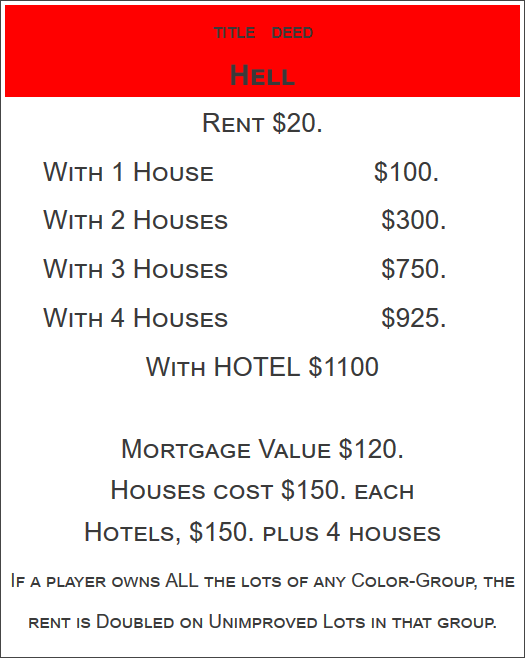 TITLE DEED
HELL
RENT $20.
WITH 1 HOUSE $100.
WITH 2 HOUSES $300.
WITH 3 HOUSES $750.
WITH 4 HOUSES $925.
WITH HOTEL $1100
MORTGAGE VALUE $120.
HOUSES COST $150. EACH
HOTELS, $150. PLUS 4 HOUSES
IF A PLAYER OWNS ALL THE LOTS OF ANY COLOR-GROUP, THE
RENT IS DOUBLED ON UNIMPROVED LOTS IN THAT GROUP.